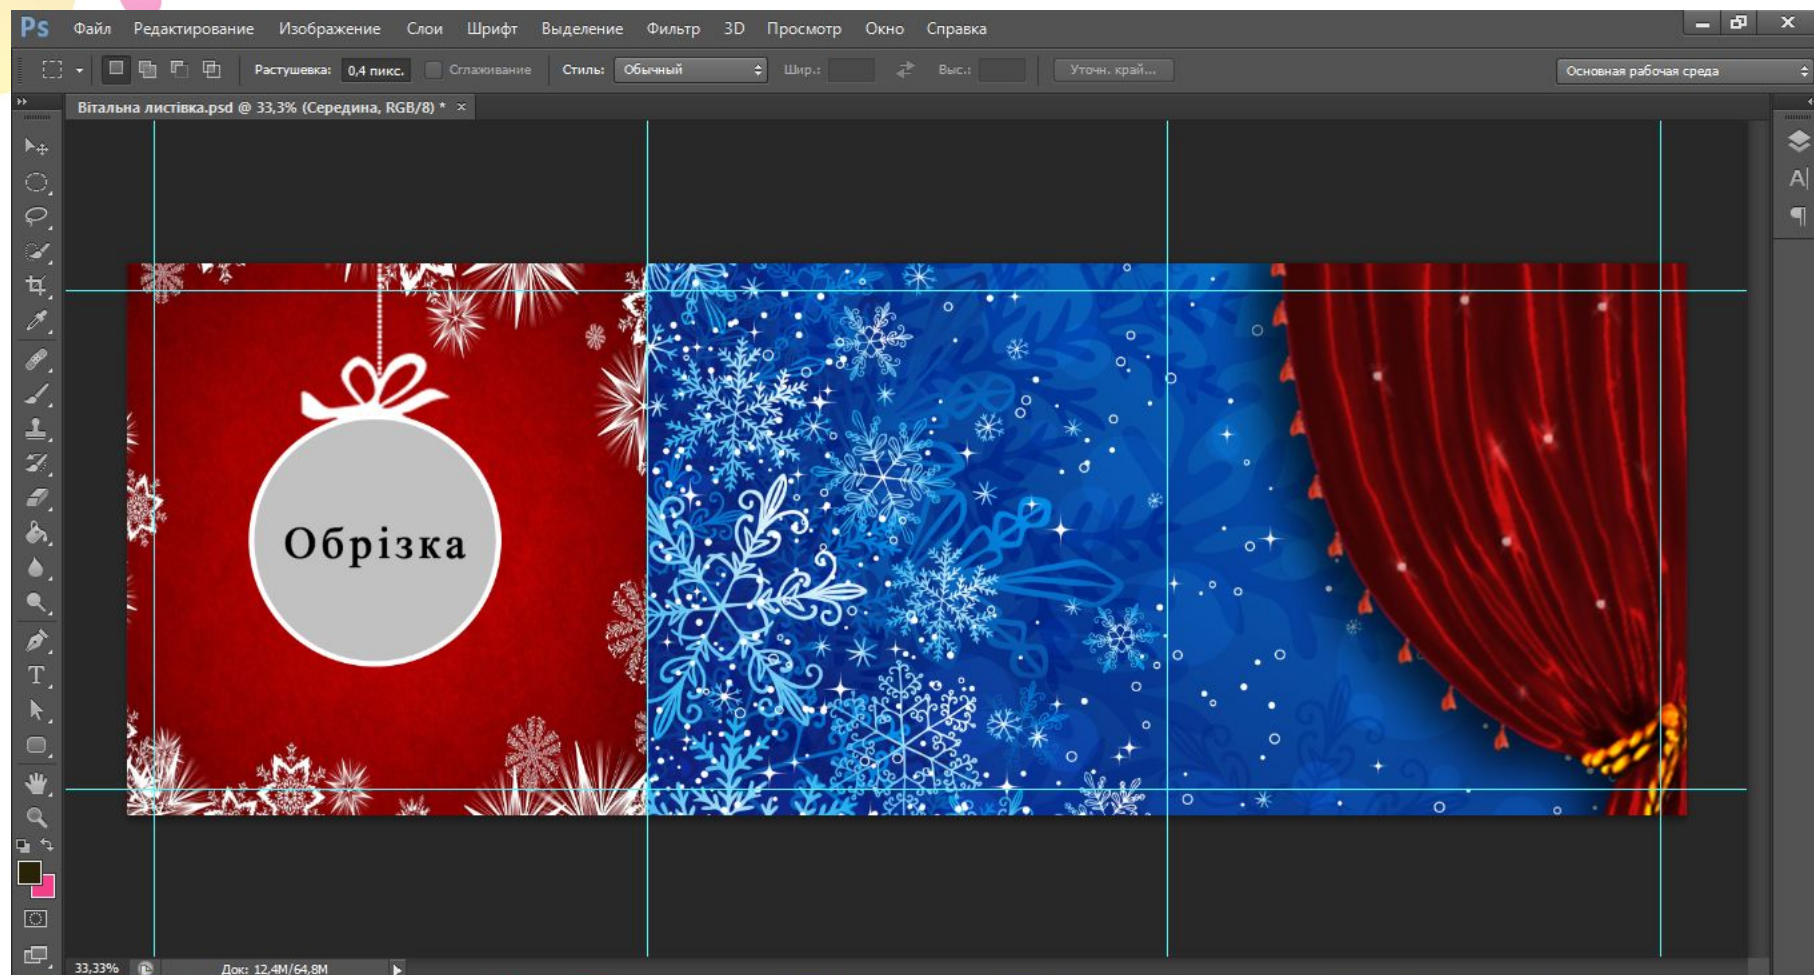 Ps Файл Редактирование Изображение Слои Шрифт Выделение Фильтр 3D Просмотр Окно Справка
Растушевка: 0,4 пикс. Сглаживание Стиль: Обычный Шир.: Выс.: Уточн. край... Основная рабочая среда
Вітальна листівка.psd @ 33,3% (Середина, RGB/8) * ×
Обрізка
33,33% Док: 12,4M/64,8M